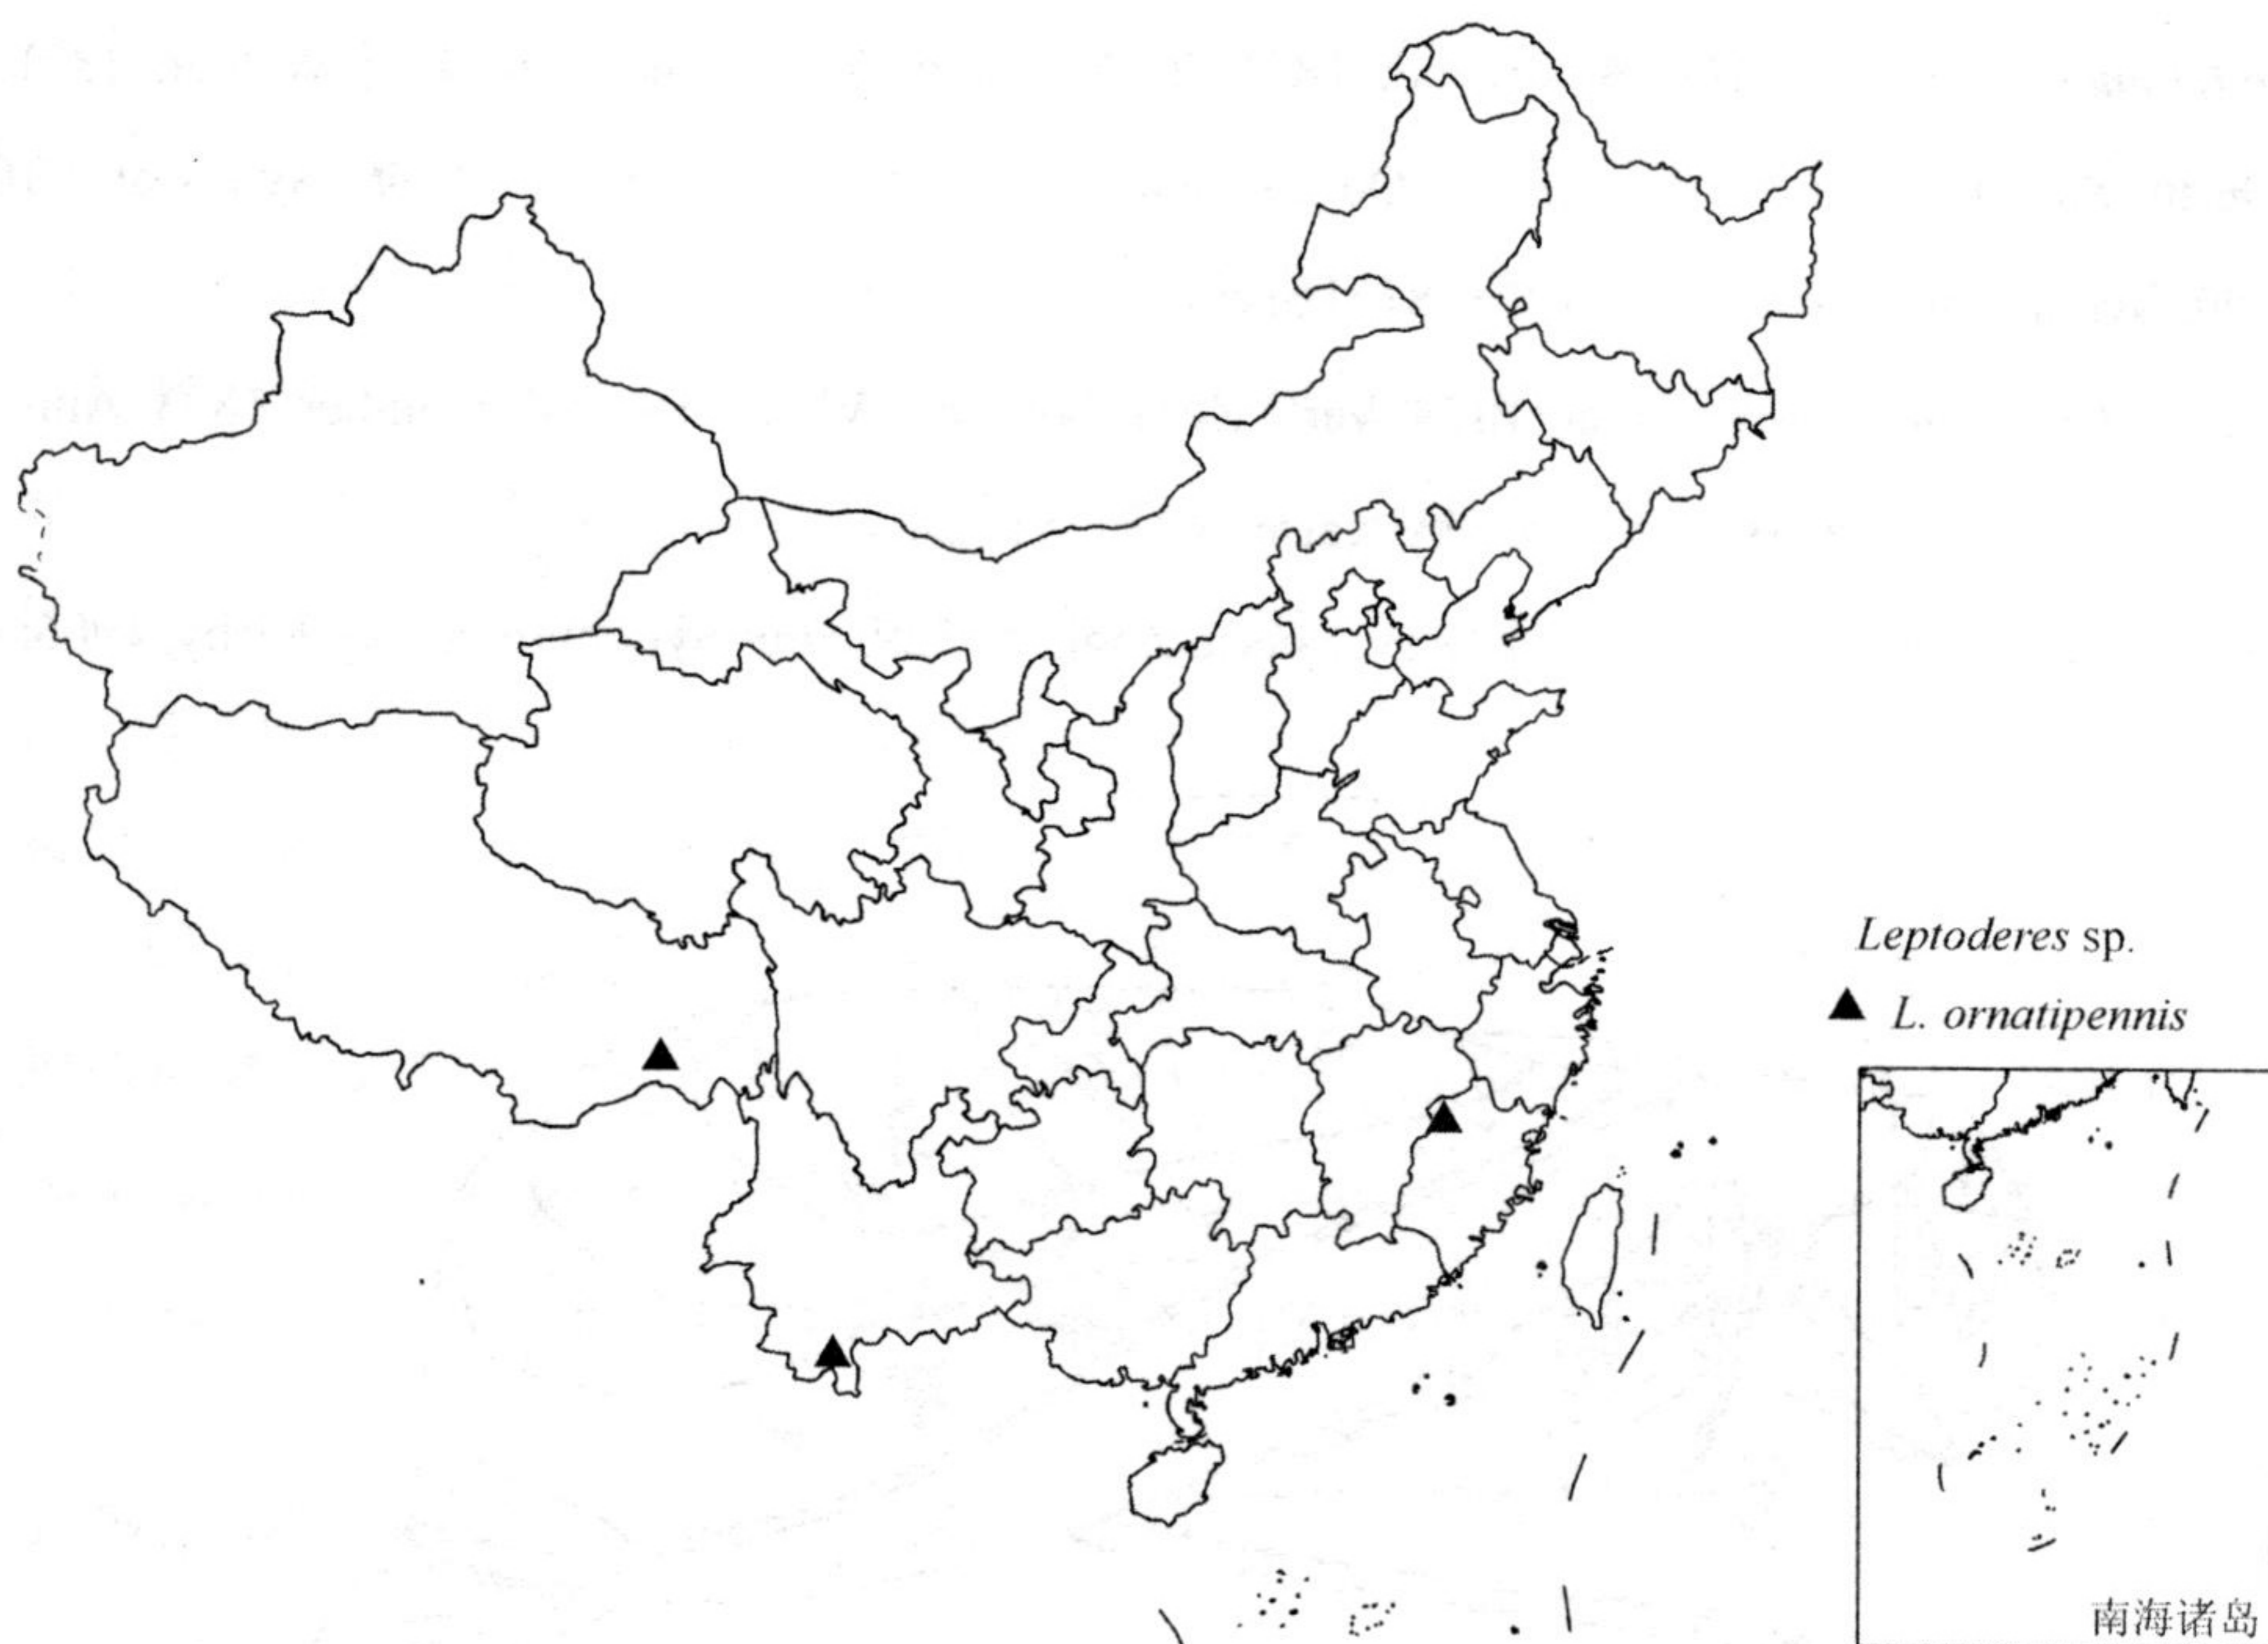 Leptoderes sp.
▲ L. ornatipennis
南海诸岛